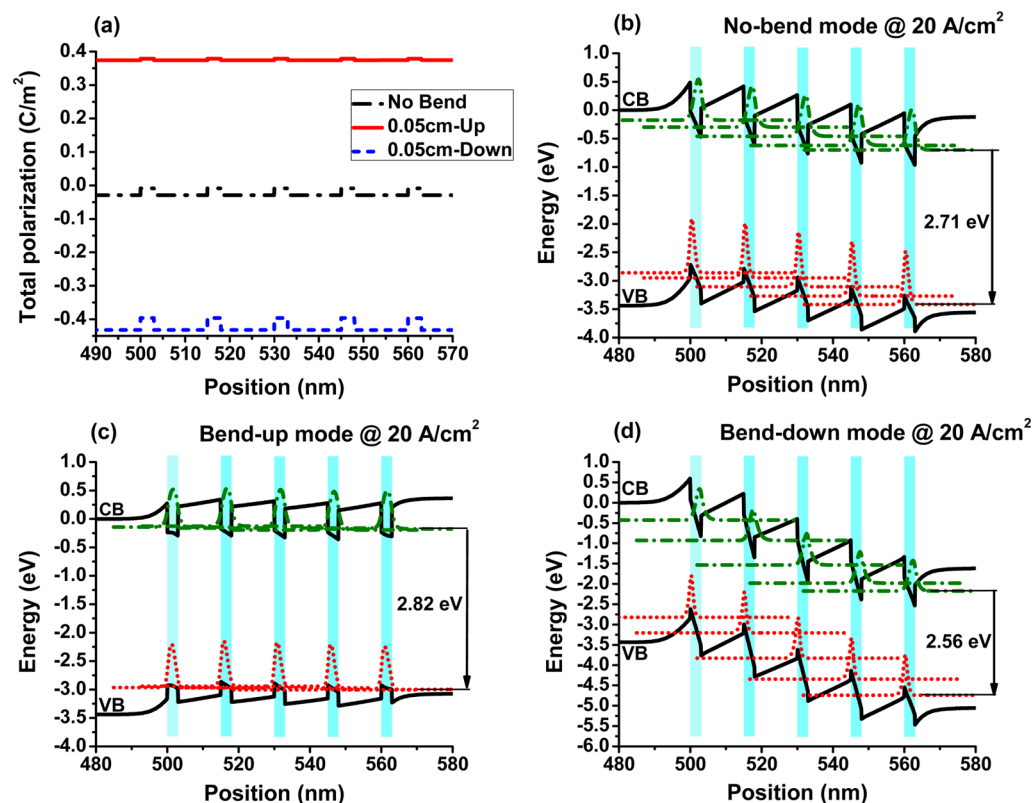 (a)
Total polarization (C/m²)
0.4
0.3
0.2
0.1
0.0
-0.1
-0.2
-0.3
-0.4
No Bend
0.05cm-Up
0.05cm-Down
490 500 510 520 530 540 550 560 570
Position (nm)
(b) No-bend mode @ 20 A/cm²
Energy (eV)
1.0
0.5
0.0
-0.5
-1.0
-1.5
-2.0
-2.5
-3.0
-3.5
-4.0
CB
2.71 eV
VB
480 500 520 540 560 580
Position (nm)
(c) Bend-up mode @ 20 A/cm²
Energy (eV)
1.0
0.5
0.0
-0.5
-1.0
-1.5
-2.0
-2.5
-3.0
-3.5
-4.0
CB
2.82 eV
VB
480 500 520 540 560 580
Position (nm)
(d) Bend-down mode @ 20 A/cm²
Energy (eV)
1.0
0.5
0.0
-0.5
-1.0
-1.5
-2.0
-2.5
-3.0
-3.5
-4.0
-4.5
-5.0
-5.5
-6.0
CB
2.56 eV
VB
480 500 520 540 560 580
Position (nm)